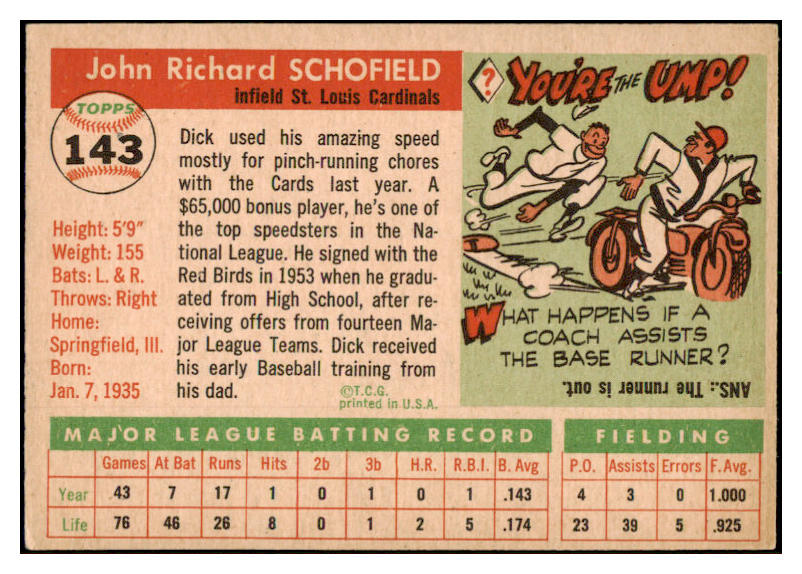 John Richard SCHOFIELD
infield St. Louis Cardinals
TOPPS
143
Height: 5'9"
Weight: 155
Bats: L. & R.
Throws: Right
Home:
Springfield, Ill.
Born:
Jan. 7, 1935
Dick used his amazing speed
mostly for pinch-running chores
with the Cards last year. A
$65,000 bonus player, he's one of
the top speedsters in the Na-
tional League. He signed with the
Red Birds in 1953 when he gradu-
ated from High School, after re-
ceiving offers from fourteen Ma-
jor League Teams. Dick received
his early Baseball training from
his dad.
©T.C.G.
printed in U.S.A.
? YOU'RE THE UMP!
WHAT HAPPENS IF A
COACH ASSISTS
THE BASE RUNNER?
ANS.: The runner is out.
MAJOR LEAGUE BATTING RECORD
Games At Bat Runs Hits 2b 3b H.R. R.B.I. B. Avg
Year 43 7 17 1 0 1 0 1 .143
Life 76 46 26 8 0 1 2 5 .174
FIELDING
P.O. Assists Errors F.Avg.
4 3 0 1.000
23 39 5 .925